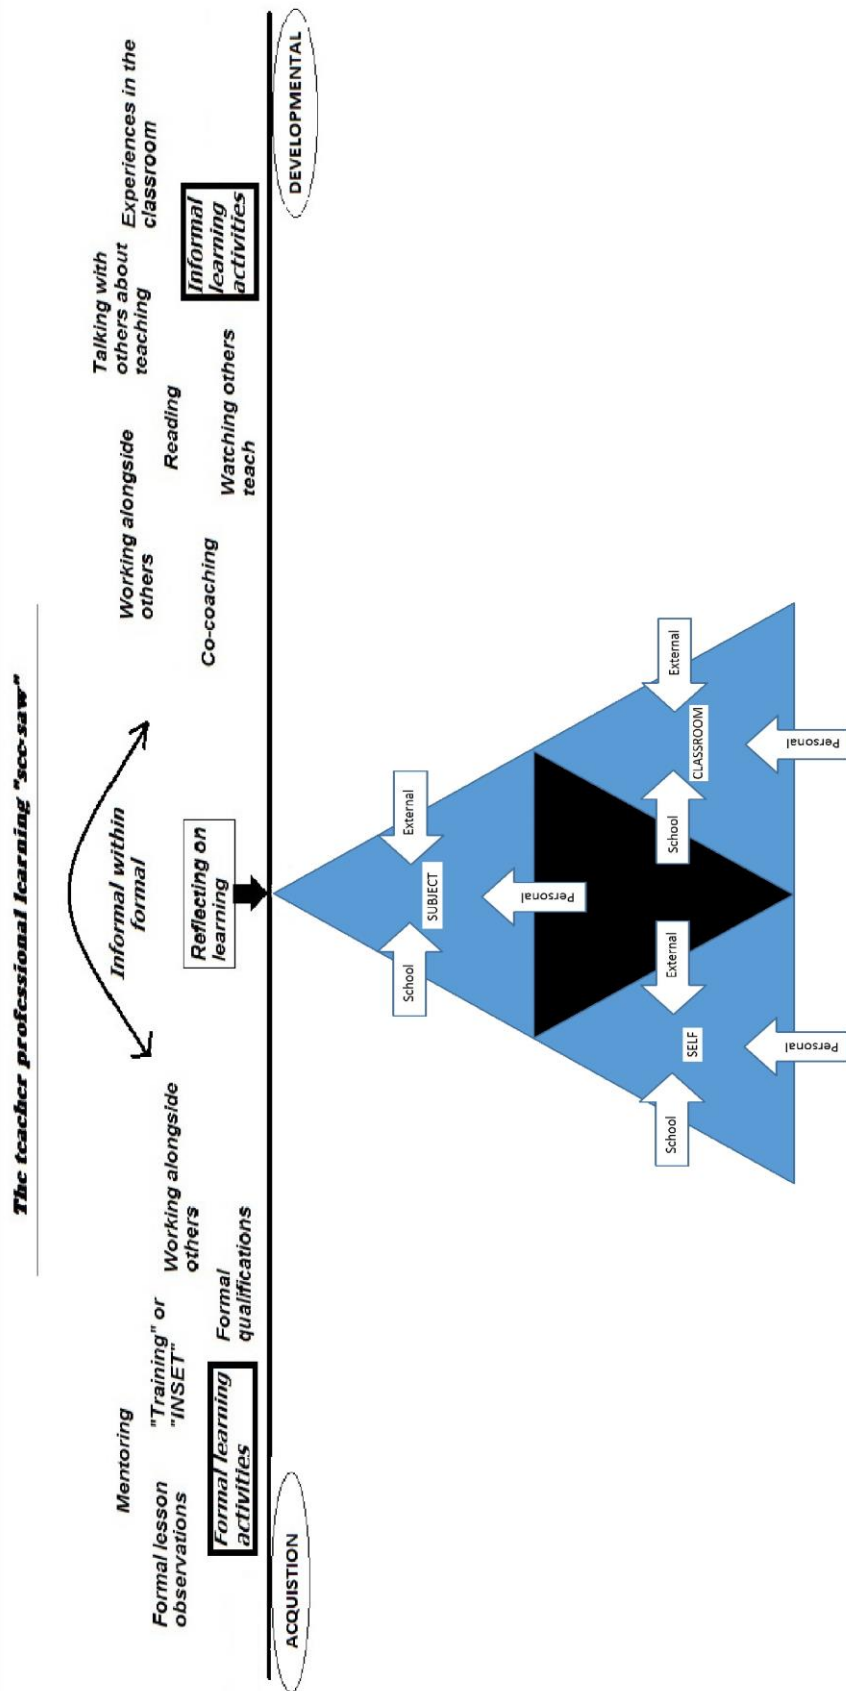 The teacher professional learning "see-saw"
Informal within
formal
Reflecting on
learning
Mentoring
Formal lesson
observations
"Training" or
"INSET"
Working alongside
others
Formal
qualifications
Formal learning
activities
Working alongside
others
Co-coaching
Reading
Watching others
teach
Talking with
others about
teaching
Experiences in the
classroom
Informal
learning
activities
ACQUISTION
DEVELOPMENTAL
School
SUBJECT
External
Personal
School
SELF
External
Personal
School
CLASSROOM
External
Personal